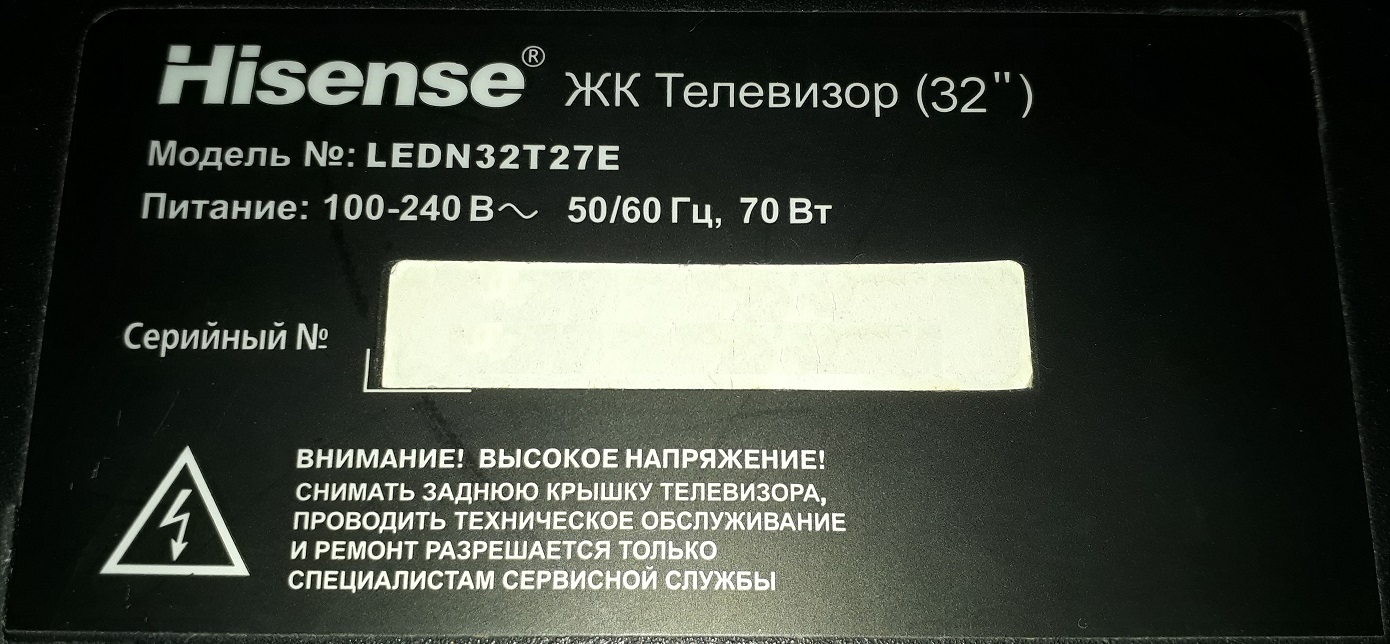 Hisense® ЖК Телевизор (32")
Модель №: LEDN32T27E
Питание: 100-240 В～ 50/60 Гц, 70 Вт
Серийный №
ВНИМАНИЕ! ВЫСОКОЕ НАПРЯЖЕНИЕ!
СНИМАТЬ ЗАДНЮЮ КРЫШКУ ТЕЛЕВИЗОРА,
ПРОВОДИТЬ ТЕХНИЧЕСКОЕ ОБСЛУЖИВАНИЕ
И РЕМОНТ РАЗРЕШАЕТСЯ ТОЛЬКО
СПЕЦИАЛИСТАМ СЕРВИСНОЙ СЛУЖБЫ